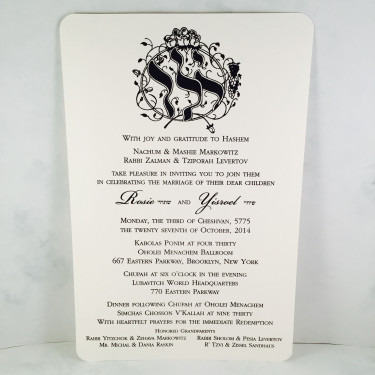 With joy and gratitude to Hashem
Nachum & Mashie Markowitz
Rabbi Zalman & Tziporah Levertov
take pleasure in inviting you to join them
in celebrating the marriage of their dear children
Rosie and Yisroel
Monday, the third of Cheshvan, 5775
the twenty seventh of October, 2014
Kabolas Ponim at four thirty
Oholei Menachem Ballroom
667 Eastern Parkway, Brooklyn, New York
Chupah at six o'clock in the evening
Lubavitch World Headquarters
770 Eastern Parkway
Dinner following Chupah at Oholei Menachem
Simchas Chosson V'Kallah at nine thirty
With heartfelt prayers for the immediate Redemption
Honored Grandparents
Rabbi Yitzchok & Zehava Markowitz Rabbi Sholom & Pesia Levertov
Mr. Michal & Dania Raskin R' Tzvi & Zissel Sandhaus